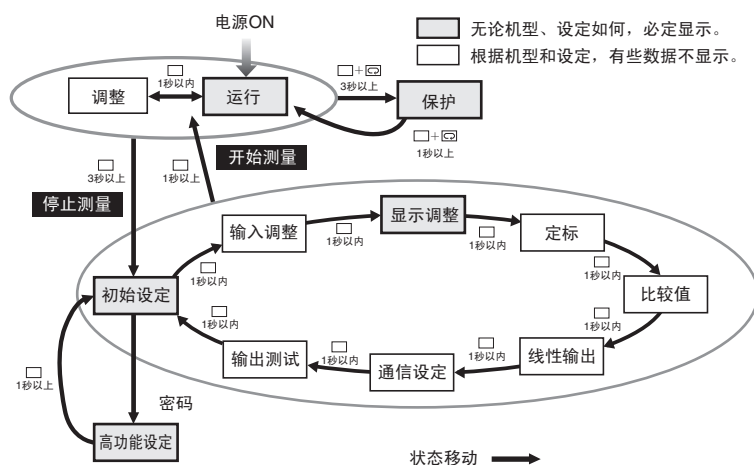 电源ON
无论机型、设定如何，必定显示。
根据机型和设定，有些数据不显示。
调整
1秒以内
运行
3秒以上
保护
1秒以上
开始测量
3秒以上
1秒以上
停止测量
输入调整
1秒以内
显示调整
1秒以内
定标
1秒以内
1秒以内
比较值
初始设定
1秒以内
1秒以内
1秒以内
线性输出
1秒以内
通信设定
1秒以内
输出测试
1秒以上
密码
高功能设定
状态移动